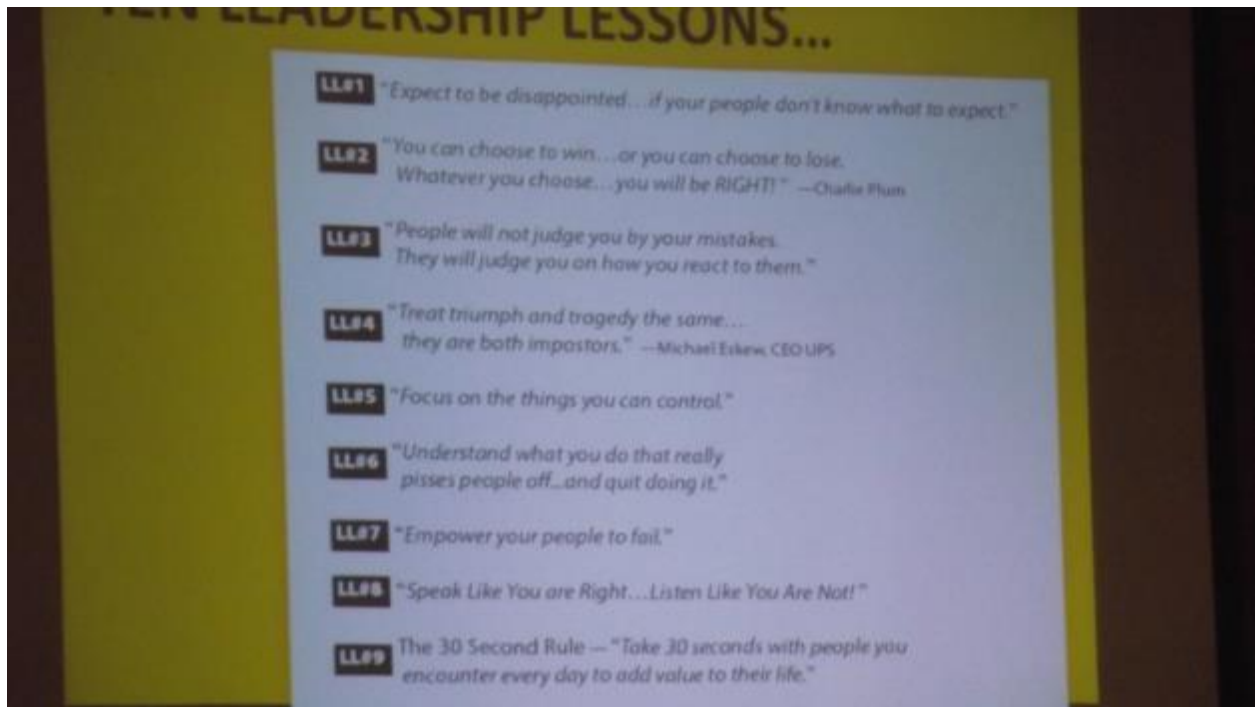 TEN LEADERSHIP LESSONS...
LL#1 "Expect to be disappointed...if your people don't know what to expect."
LL#2 "You can choose to win...or you can choose to lose.
Whatever you choose...you will be RIGHT!" —Charlie Plum
LL#3 "People will not judge you by your mistakes.
They will judge you on how you react to them."
LL#4 "Treat triumph and tragedy the same...
they are both impostors." —Michael Eskew, CEO UPS
LL#5 "Focus on the things you can control."
LL#6 "Understand what you do that really
pisses people off...and quit doing it."
LL#7 "Empower your people to fail."
LL#8 "Speak Like You are Right...Listen Like You Are Not!"
LL#9 The 30 Second Rule — "Take 30 seconds with people you
encounter every day to add value to their life."